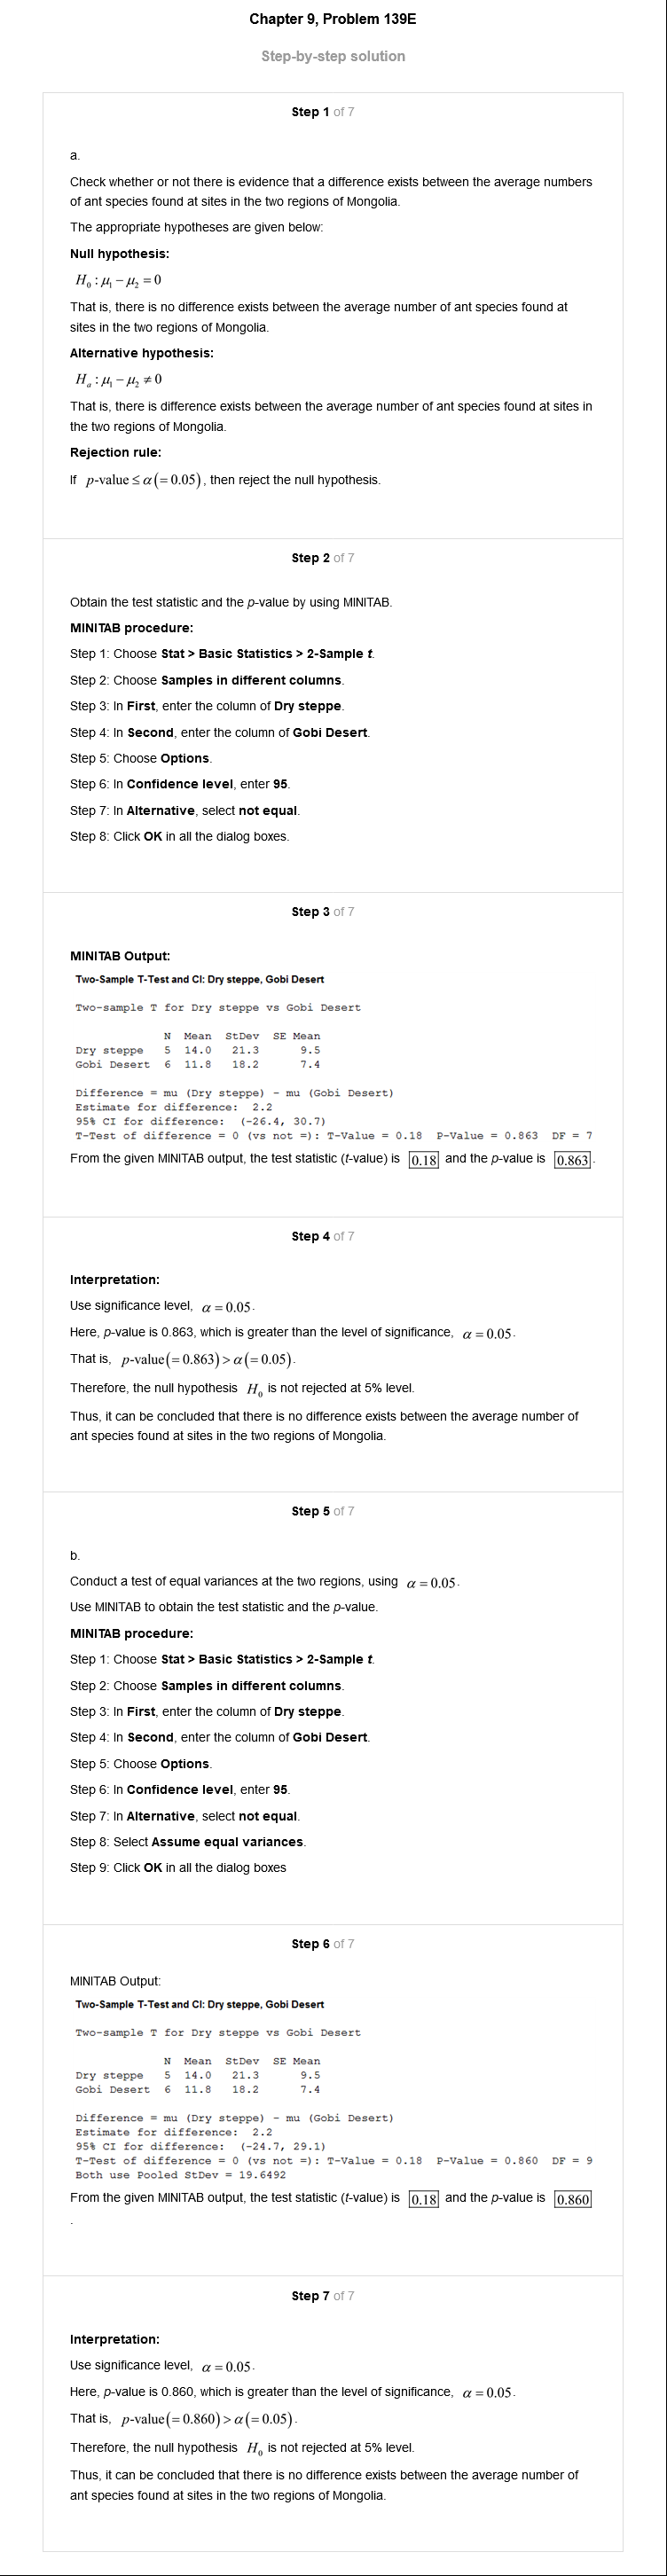 Chapter 9, Problem 139E
Step-by-step solution
Step 1 of 7
a.
Check whether or not there is evidence that a difference exists between the average numbers
of ant species found at sites in the two regions of Mongolia.
The appropriate hypotheses are given below:
Null hypothesis:
H₀ : μ₁ − μ₂ = 0
That is, there is no difference exists between the average number of ant species found at
sites in the two regions of Mongolia.
Alternative hypothesis:
Hₐ : μ₁ − μ₂ ≠ 0
That is, there is difference exists between the average number of ant species found at sites in
the two regions of Mongolia.
Rejection rule:
If p-value ≤ α (= 0.05), then reject the null hypothesis.
Step 2 of 7
Obtain the test statistic and the p-value by using MINITAB.
MINITAB procedure:
Step 1: Choose Stat > Basic Statistics > 2-Sample t.
Step 2: Choose Samples in different columns.
Step 3: In First, enter the column of Dry steppe.
Step 4: In Second, enter the column of Gobi Desert.
Step 5: Choose Options.
Step 6: In Confidence level, enter 95.
Step 7: In Alternative, select not equal.
Step 8: Click OK in all the dialog boxes.
Step 3 of 7
MINITAB Output:
Two-Sample T-Test and CI: Dry steppe, Gobi Desert
Two-sample T for Dry steppe vs Gobi Desert
N Mean StDev SE Mean
Dry steppe 5 14.0 21.3 9.5
Gobi Desert 6 11.8 18.2 7.4
Difference = mu (Dry steppe) - mu (Gobi Desert)
Estimate for difference: 2.2
95% CI for difference: (-26.4, 30.7)
T-Test of difference = 0 (vs not =): T-Value = 0.18 P-Value = 0.863 DF = 7
From the given MINITAB output, the test statistic (t-value) is 0.18 and the p-value is 0.863.
Step 4 of 7
Interpretation:
Use significance level, α = 0.05.
Here, p-value is 0.863, which is greater than the level of significance, α = 0.05.
That is, p-value (= 0.863) > α (= 0.05).
Therefore, the null hypothesis H₀ is not rejected at 5% level.
Thus, it can be concluded that there is no difference exists between the average number of
ant species found at sites in the two regions of Mongolia.
Step 5 of 7
b.
Conduct a test of equal variances at the two regions, using α = 0.05.
Use MINITAB to obtain the test statistic and the p-value.
MINITAB procedure:
Step 1: Choose Stat > Basic Statistics > 2-Sample t.
Step 2: Choose Samples in different columns.
Step 3: In First, enter the column of Dry steppe.
Step 4: In Second, enter the column of Gobi Desert.
Step 5: Choose Options.
Step 6: In Confidence level, enter 95.
Step 7: In Alternative, select not equal.
Step 8: Select Assume equal variances.
Step 9: Click OK in all the dialog boxes
Step 6 of 7
MINITAB Output:
Two-Sample T-Test and CI: Dry steppe, Gobi Desert
Two-sample T for Dry steppe vs Gobi Desert
N Mean StDev SE Mean
Dry steppe 5 14.0 21.3 9.5
Gobi Desert 6 11.8 18.2 7.4
Difference = mu (Dry steppe) - mu (Gobi Desert)
Estimate for difference: 2.2
95% CI for difference: (-24.7, 29.1)
T-Test of difference = 0 (vs not =): T-Value = 0.18 P-Value = 0.860 DF = 9
Both use Pooled StDev = 19.6492
From the given MINITAB output, the test statistic (t-value) is 0.18 and the p-value is 0.860
.
Step 7 of 7
Interpretation:
Use significance level, α = 0.05.
Here, p-value is 0.860, which is greater than the level of significance, α = 0.05.
That is, p-value (= 0.860) > α (= 0.05).
Therefore, the null hypothesis H₀ is not rejected at 5% level.
Thus, it can be concluded that there is no difference exists between the average number of
ant species found at sites in the two regions of Mongolia.